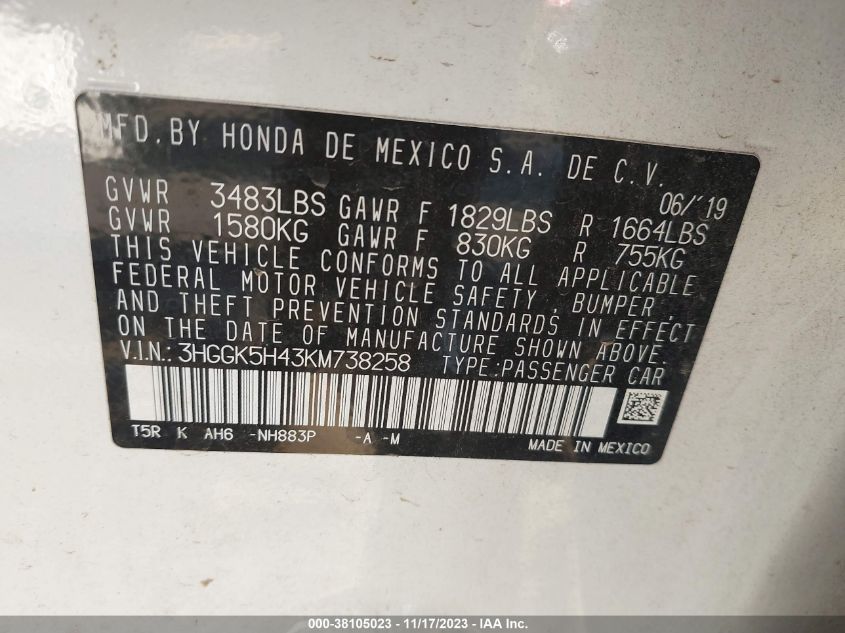 MFD. BY HONDA DE MEXICO S.A. DE C.V.
06/'19
GVWR 3483LBS GAWR F 1829LBS R 1664LBS
GVWR 1580KG GAWR F 830KG R 755KG
THIS VEHICLE CONFORMS TO ALL APPLICABLE
FEDERAL MOTOR VEHICLE SAFETY, BUMPER,
AND THEFT PREVENTION STANDARDS IN EFFECT
ON THE DATE OF MANUFACTURE SHOWN ABOVE.
V.I.N.: 3HGGK5H43KM738258 TYPE:PASSENGER CAR
T5R K AH6 -NH883P -A -M
MADE IN MEXICO
000-38105023 - 11/17/2023 - IAA Inc.